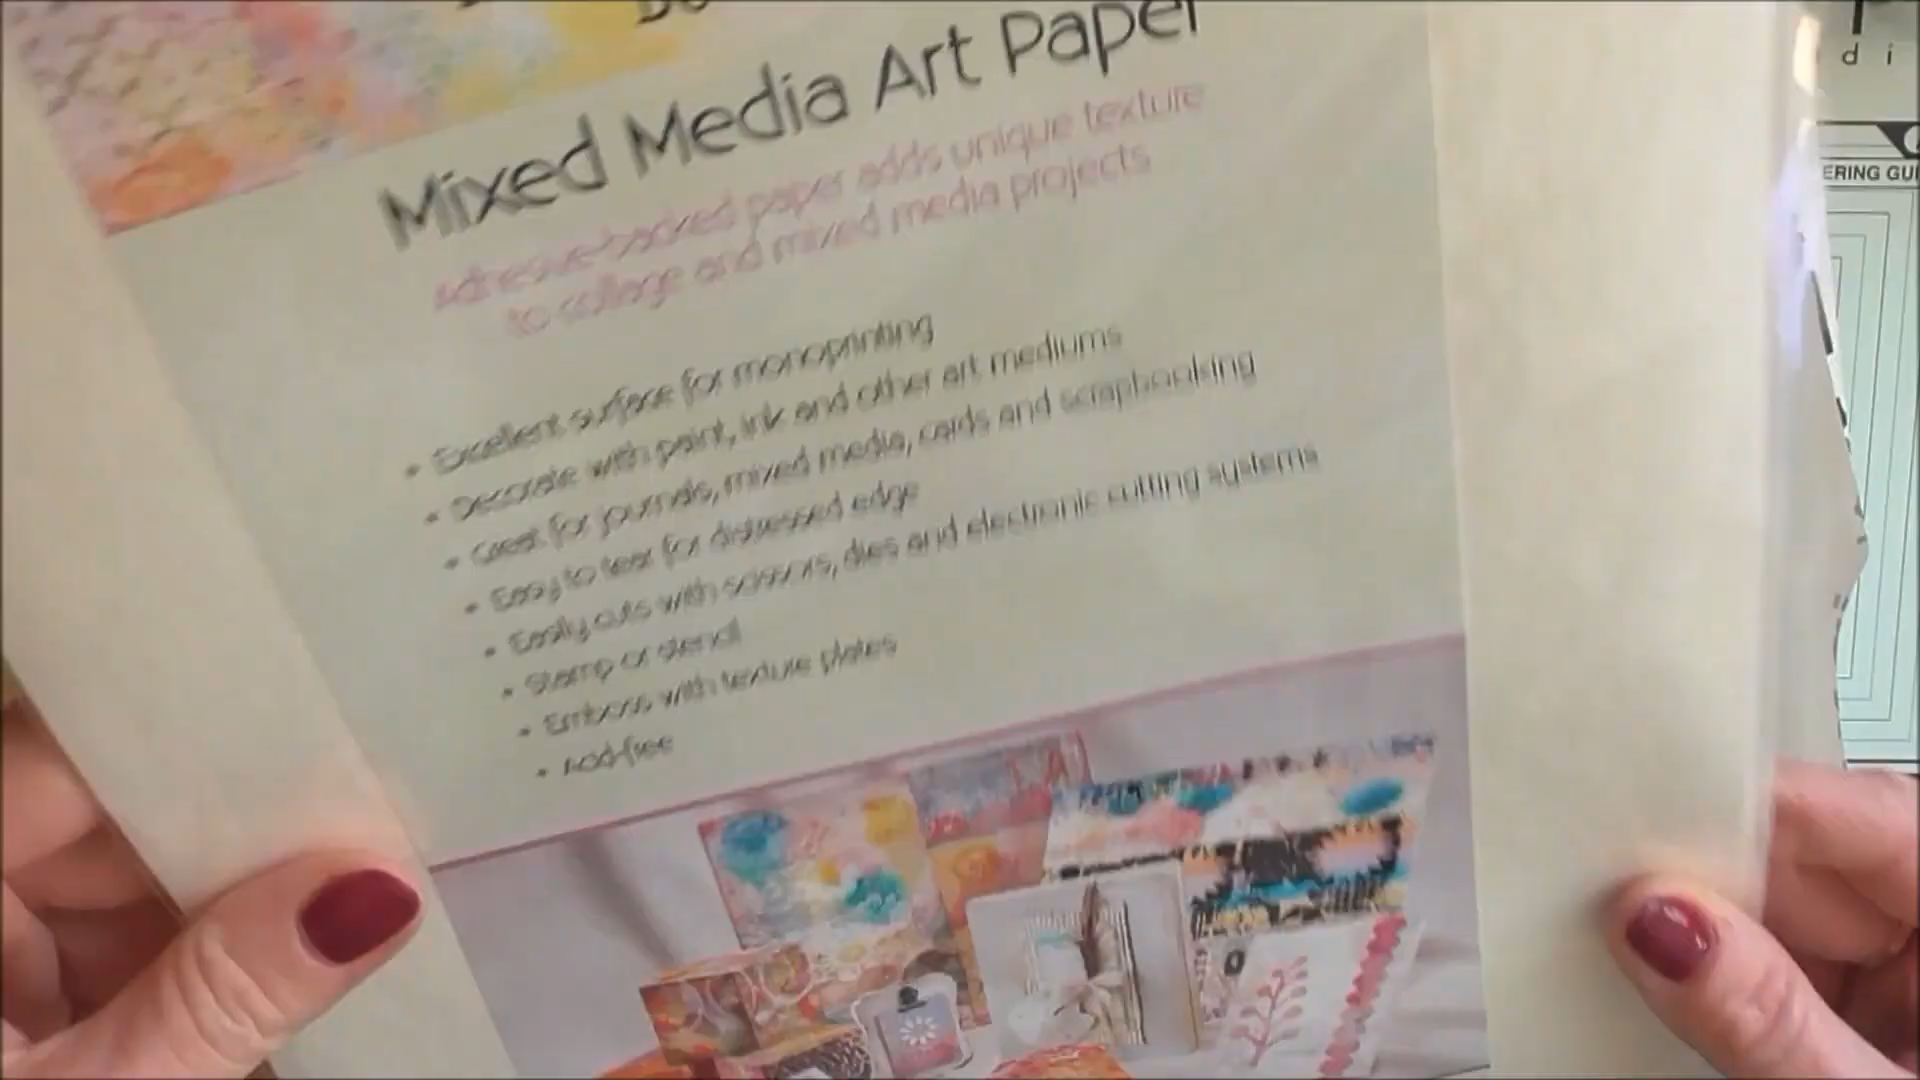 Mixed Media Art Paper
adhesive-backed paper adds unique texture
to collage and mixed media projects
• Excellent surface for monoprinting
• Decorate with paint, ink and other art mediums
• Great for journals, mixed media, cards and scrapbooking
• Easy to tear for distressed edge
• Easily cuts with scissors, dies and electronic cutting systems
• Stamp or stencil
• Emboss with texture plates
• Acid-free
d i
ERING GUI